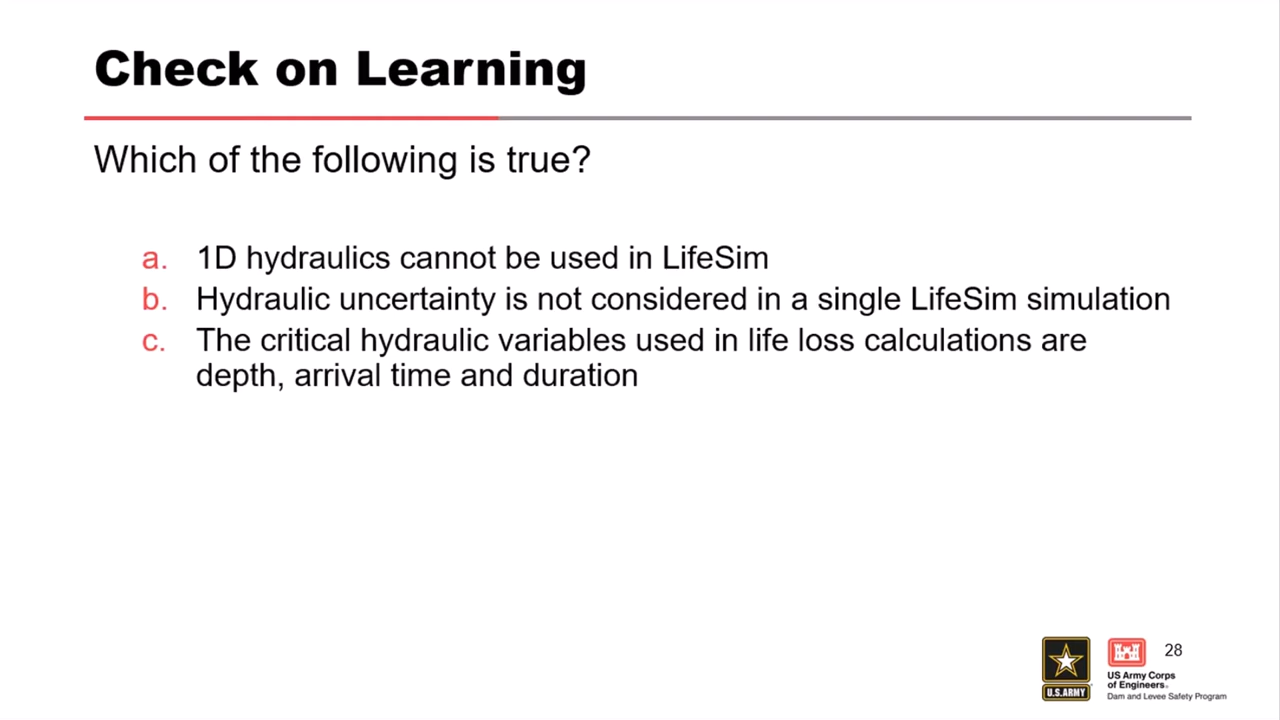 Check on Learning
Which of the following is true?
a. 1D hydraulics cannot be used in LifeSim
b. Hydraulic uncertainty is not considered in a single LifeSim simulation
c. The critical hydraulic variables used in life loss calculations are
depth, arrival time and duration
28
U.S.ARMY
US Army Corps
of Engineers®
Dam and Levee Safety Program